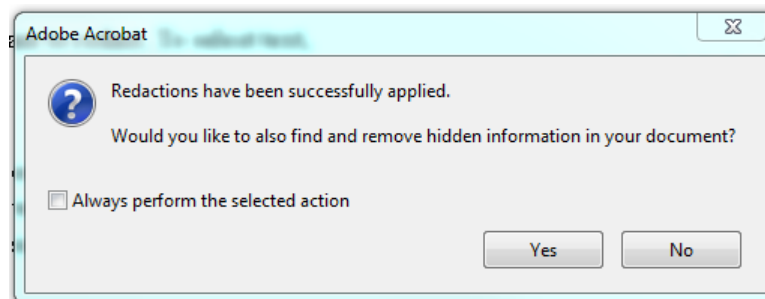 Adobe Acrobat
Redactions have been successfully applied.
Would you like to also find and remove hidden information in your document?
Always perform the selected action
Yes
No